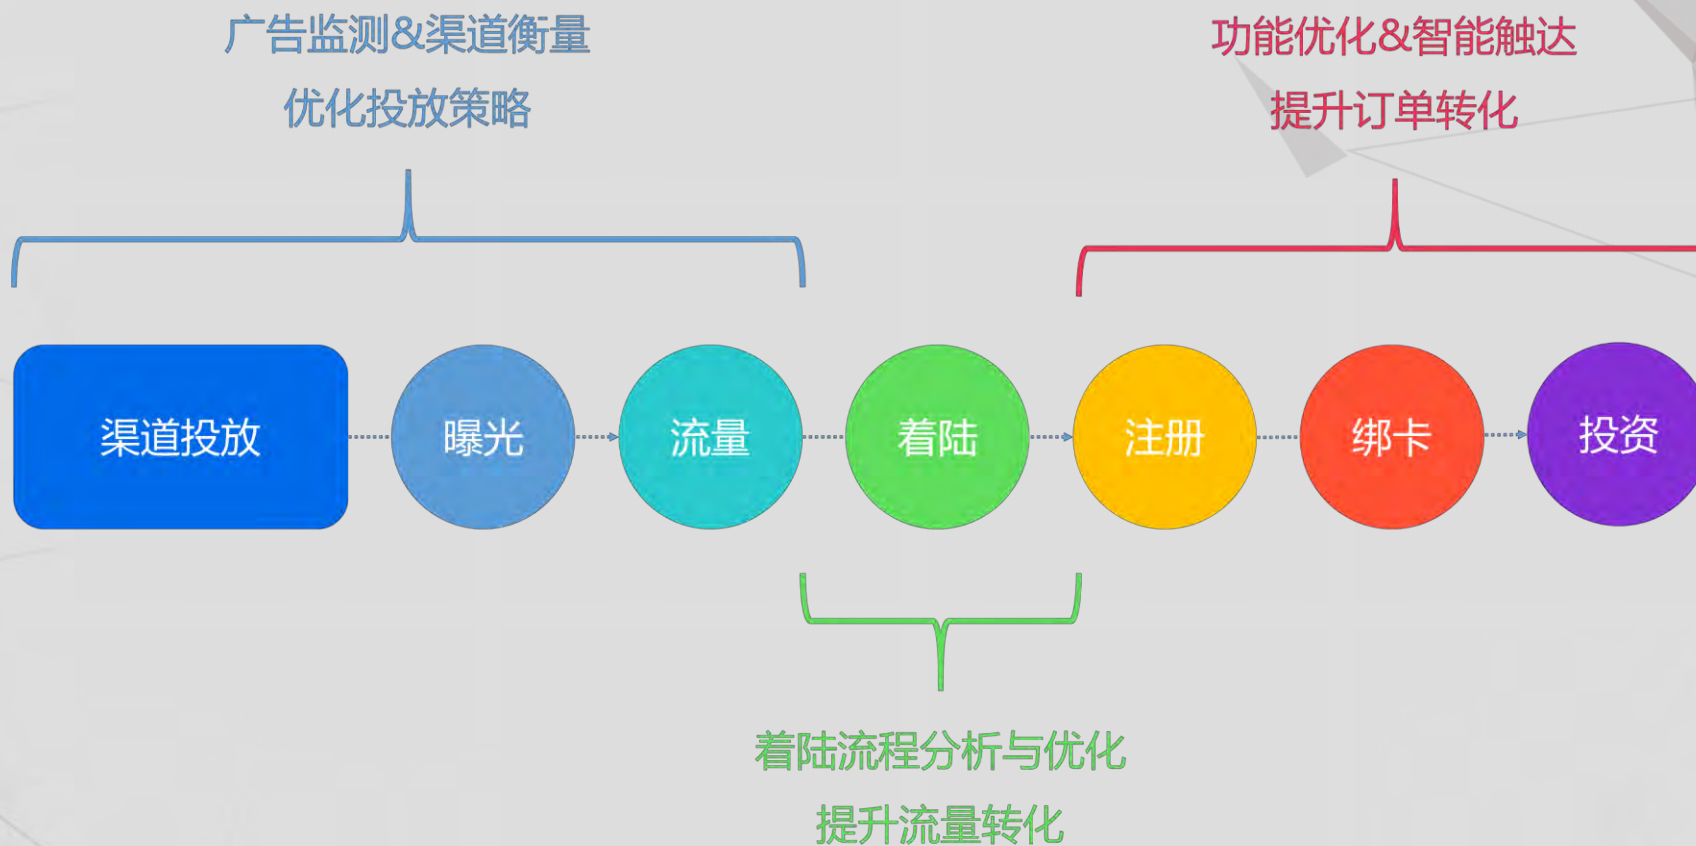 广告监测&渠道衡量
优化投放策略
功能优化&智能触达
提升订单转化
渠道投放
曝光
流量
着陆
注册
绑卡
投资
着陆流程分析与优化
提升流量转化